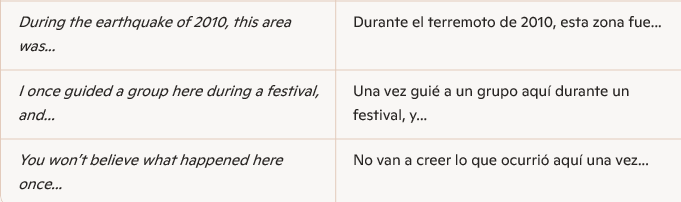 During the earthquake of 2010, this area
was...
Durante el terremoto de 2010, esta zona fue...
I once guided a group here during a festival,
and...
Una vez guié a un grupo aquí durante un
festival, y...
You won't believe what happened here
once...
No van a creer lo que ocurrió aquí una vez...